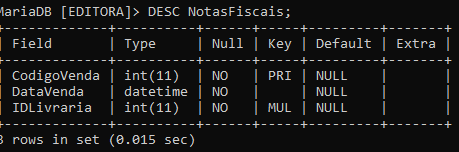 MariaDB [EDITORA]> DESC NotasFiscais;
+-------------+----------+------+-----+---------+-------+
| Field | Type | Null | Key | Default | Extra |
+-------------+----------+------+-----+---------+-------+
| CodigoVenda | int(11) | NO | PRI | NULL | |
| DataVenda | datetime | NO | | NULL | |
| IDLivraria | int(11) | NO | MUL | NULL | |
+-------------+----------+------+-----+---------+-------+
3 rows in set (0.015 sec)